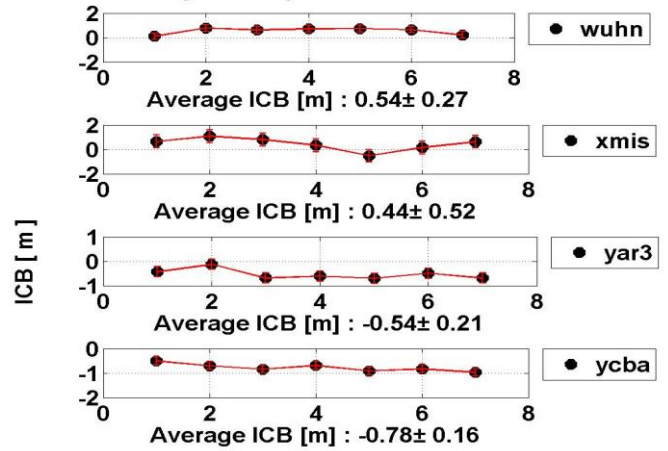 2
0
-2
0 2 4 6 8
wuhn
Average ICB [m] : 0.54± 0.27
2
0
-2
0 2 4 6 8
xmis
Average ICB [m] : 0.44± 0.52
ICB [ m ]
1
0
-1
0 2 4 6 8
yar3
Average ICB [m] : -0.54± 0.21
0
-1
-2
0 2 4 6 8
ycba
Average ICB [m] : -0.78± 0.16